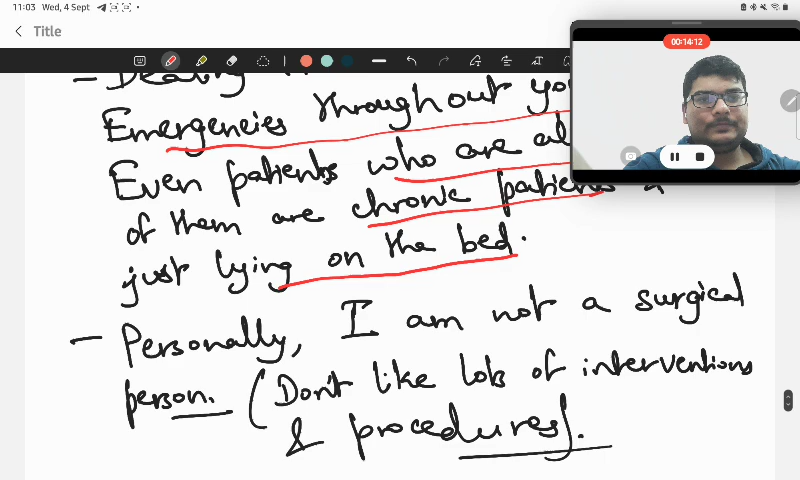 11:03 Wed, 4 Sept
Title
00:14:12
Emergencies throughout
Even patients who are
of them are chronic patients
just lying on the bed.
- Personally, I am not a surgical
person. (Don't like lots of interventions
& procedures).